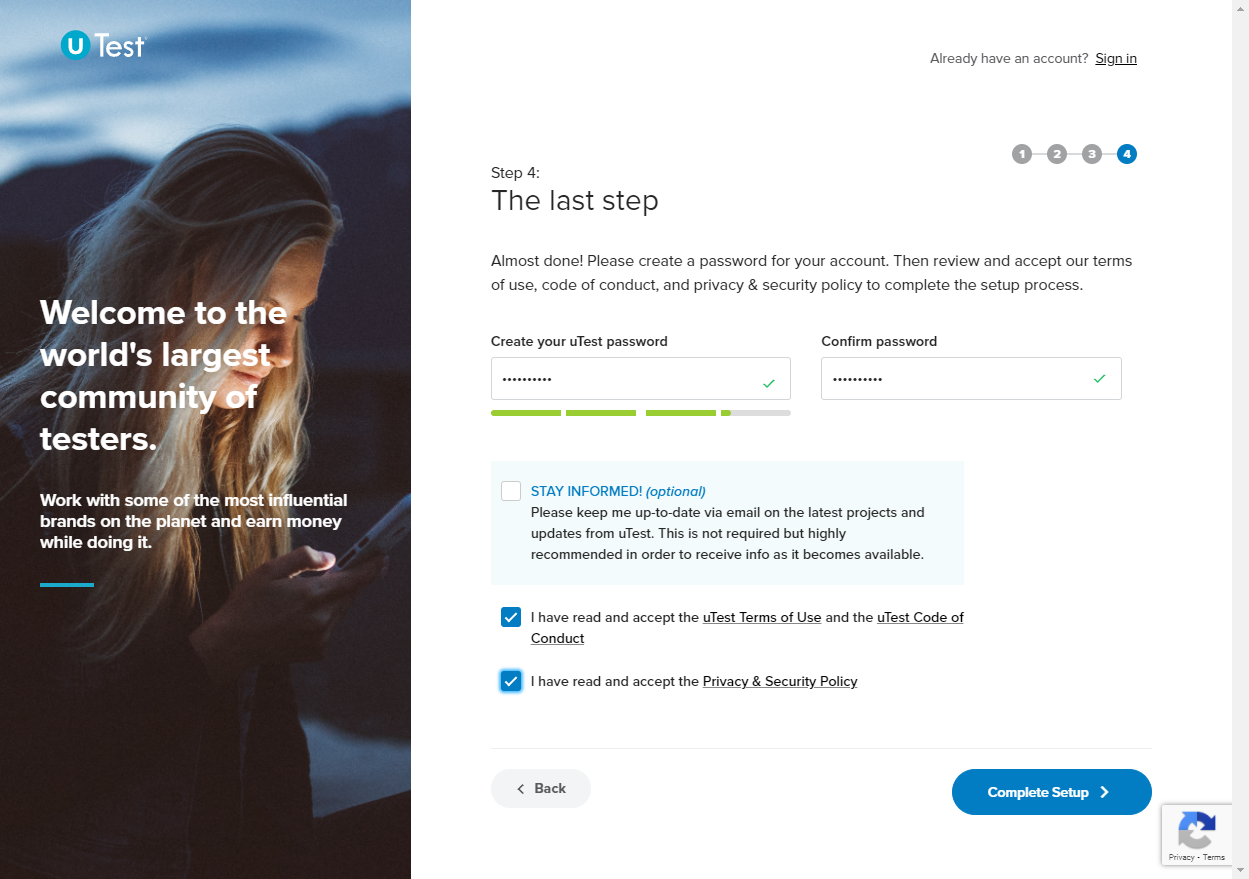 U Test
Already have an account? Sign in
1 2 3 4
Step 4:
The last step
Almost done! Please create a password for your account. Then review and accept our terms
of use, code of conduct, and privacy & security policy to complete the setup process.
Welcome to the
world's largest
community of
testers.
Work with some of the most influential
brands on the planet and earn money
while doing it.
Create your uTest password
Confirm password
••••••••••
••••••••••
STAY INFORMED! (optional)
Please keep me up-to-date via email on the latest projects and
updates from uTest. This is not required but highly
recommended in order to receive info as it becomes available.
I have read and accept the uTest Terms of Use and the uTest Code of
Conduct
I have read and accept the Privacy & Security Policy
Back
Complete Setup
Privacy - Terms